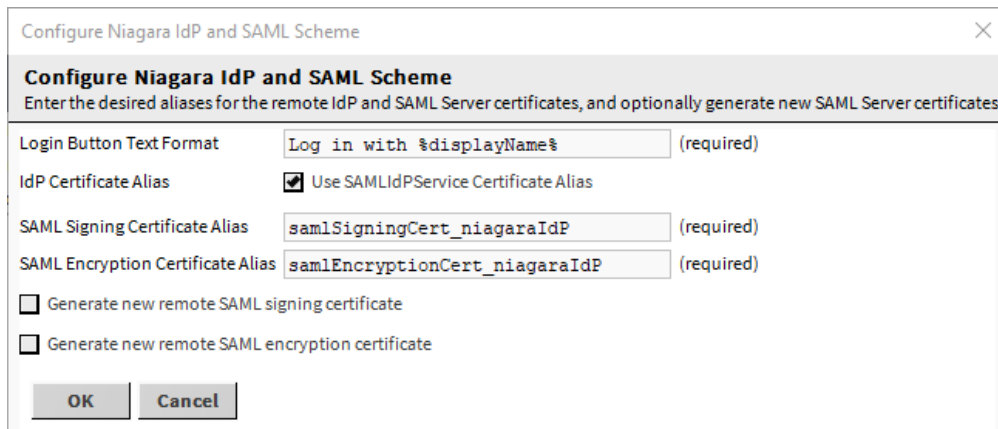 Configure Niagara IdP and SAML Scheme
Configure Niagara IdP and SAML Scheme
Enter the desired aliases for the remote IdP and SAML Server certificates, and optionally generate new SAML Server certificates
Login Button Text Format Log in with %displayName% (required)
IdP Certificate Alias Use SAMLIdPService Certificate Alias
SAML Signing Certificate Alias samlSigningCert_niagaraIdP (required)
SAML Encryption Certificate Alias samlEncryptionCert_niagaraIdP (required)
Generate new remote SAML signing certificate
Generate new remote SAML encryption certificate
OK Cancel